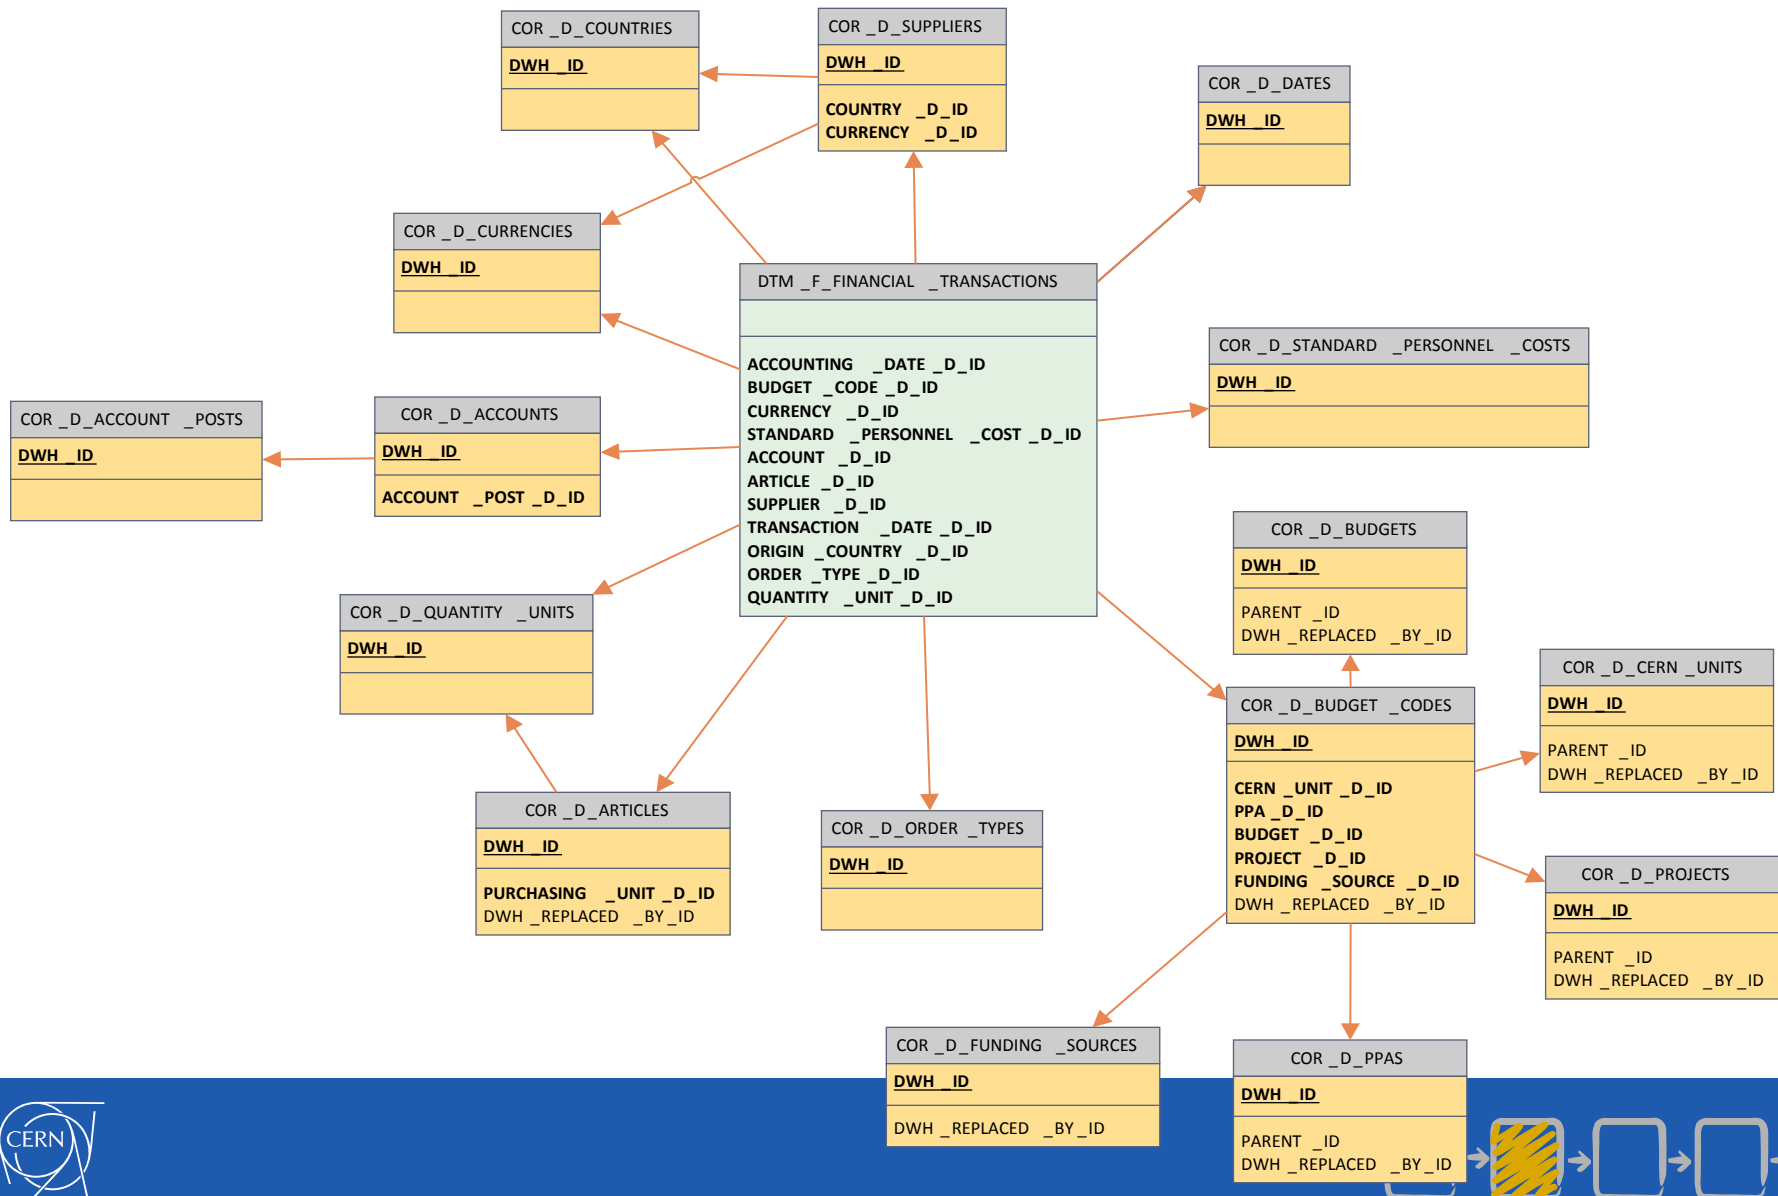 COR _D_COUNTRIES
DWH _ID
COR _D_SUPPLIERS
DWH _ID
COUNTRY _D_ID
CURRENCY _D_ID
COR _D_DATES
DWH _ID
COR _D_CURRENCIES
DWH _ID
DTM _F_FINANCIAL _TRANSACTIONS
ACCOUNTING _DATE _D_ID
BUDGET _CODE _D_ID
CURRENCY _D_ID
STANDARD _PERSONNEL _COST _D_ID
ACCOUNT _D_ID
ARTICLE _D_ID
SUPPLIER _D_ID
TRANSACTION _DATE _D_ID
ORIGIN _COUNTRY _D_ID
ORDER _TYPE _D_ID
QUANTITY _UNIT _D_ID
COR _D_STANDARD _PERSONNEL _COSTS
DWH _ID
COR _D_ACCOUNT _POSTS
DWH _ID
COR _D_ACCOUNTS
DWH _ID
ACCOUNT _POST _D_ID
COR _D_BUDGETS
DWH _ID
PARENT _ID
DWH _REPLACED _BY _ID
COR _D_QUANTITY _UNITS
DWH _ID
COR _D_CERN _UNITS
DWH _ID
PARENT _ID
DWH _REPLACED _BY _ID
COR _D_BUDGET _CODES
DWH _ID
CERN _UNIT _D_ID
PPA _D_ID
BUDGET _D_ID
PROJECT _D_ID
FUNDING _SOURCE _D_ID
DWH _REPLACED _BY _ID
COR _D_ARTICLES
DWH _ID
PURCHASING _UNIT _D_ID
DWH _REPLACED _BY _ID
COR _D_ORDER _TYPES
DWH _ID
COR _D_PROJECTS
DWH _ID
PARENT _ID
DWH _REPLACED _BY _ID
COR _D_FUNDING _SOURCES
DWH _ID
DWH _REPLACED _BY _ID
COR _D_PPAS
DWH _ID
PARENT _ID
DWH _REPLACED _BY _ID
CERN